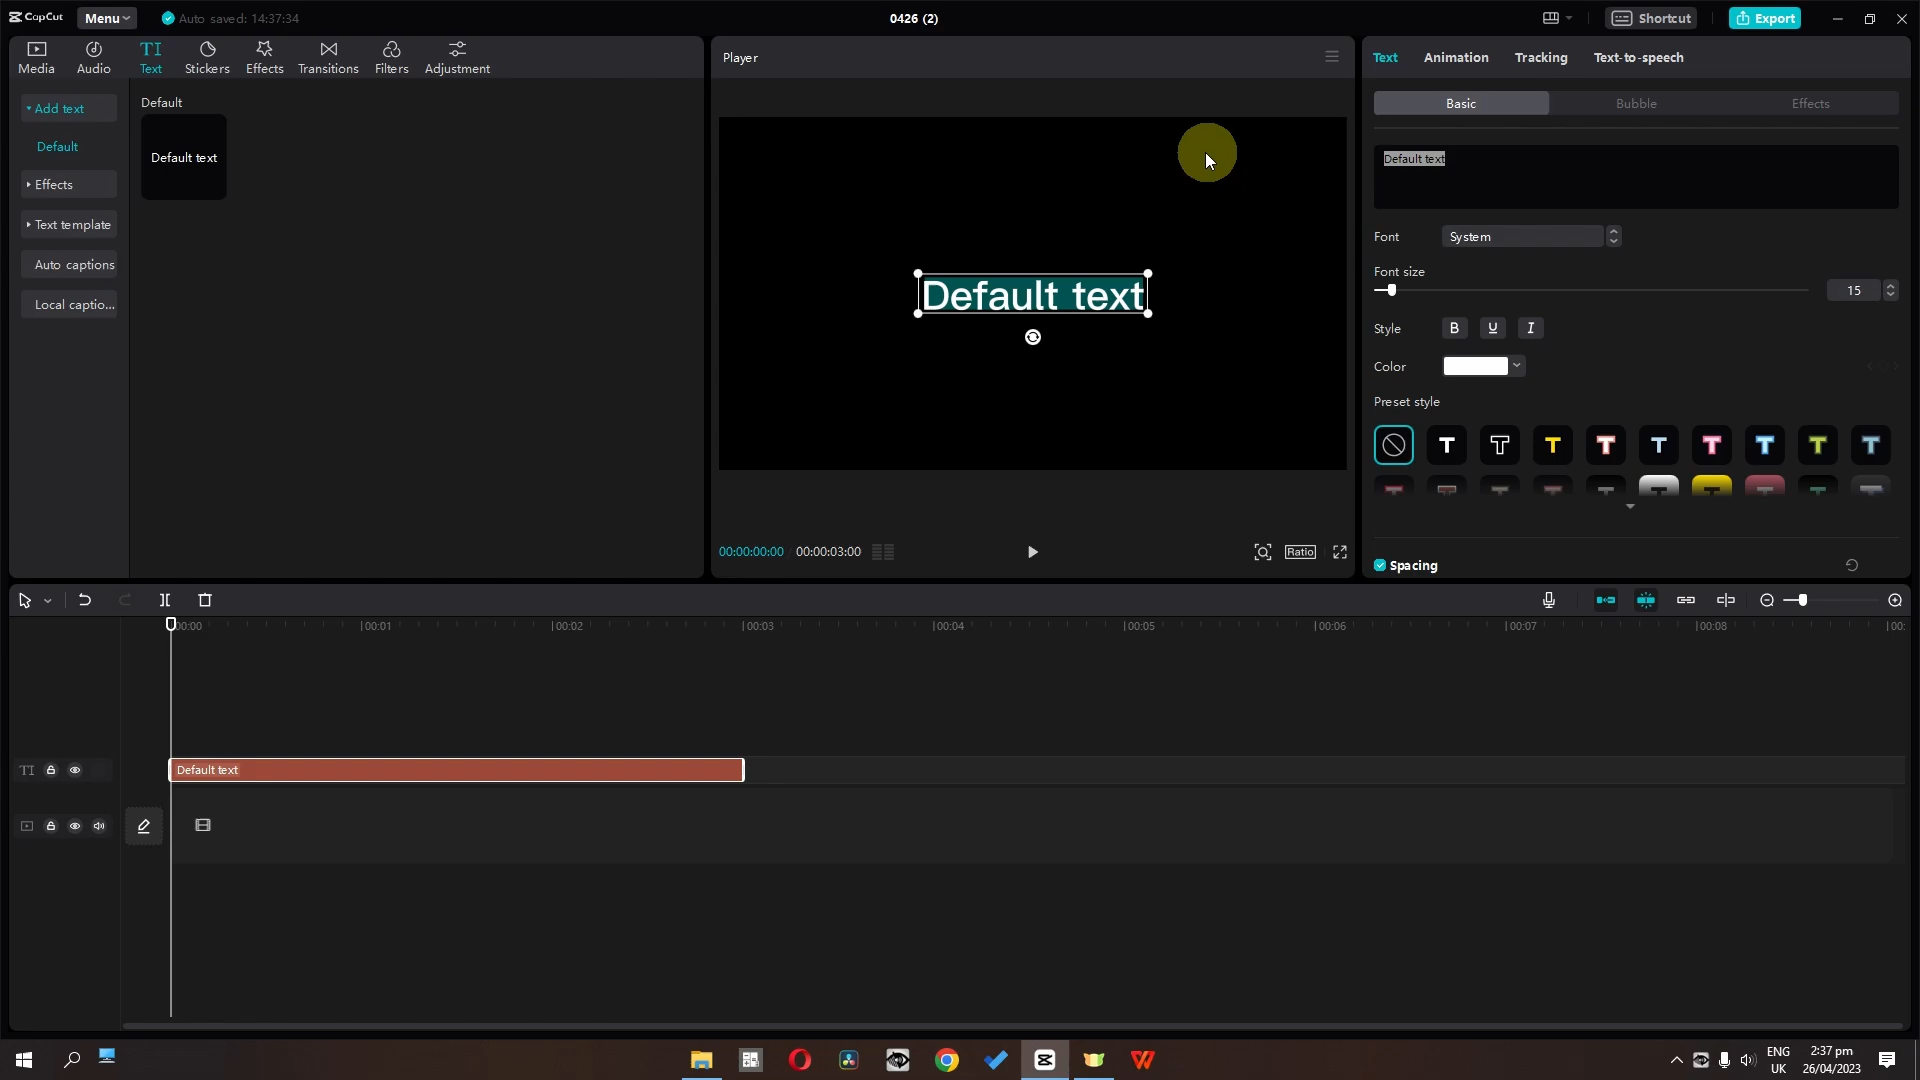 CapCut
Menu
Auto saved: 14:37:34
0426 (2)
Shortcut
Export
Media
Audio
TI
Text
Stickers
Effects
Transitions
Filters
Adjustment
Player
Text
Animation
Tracking
Text-to-speech
Add text
Default
Effects
Text template
Auto captions
Local captio...
Default
Default text
Default text
Basic
Bubble
Effects
Default text
Font
System
Font size
15
Style
B
U
I
Color
Preset style
T T T T T T T T T
Spacing
00:00:00:00
00:00:03:00
Ratio
00:00
00:01
00:02
00:03
00:04
00:05
00:06
00:07
00:08
00:
TI
Default text
ENG
UK
2:37 pm
26/04/2023